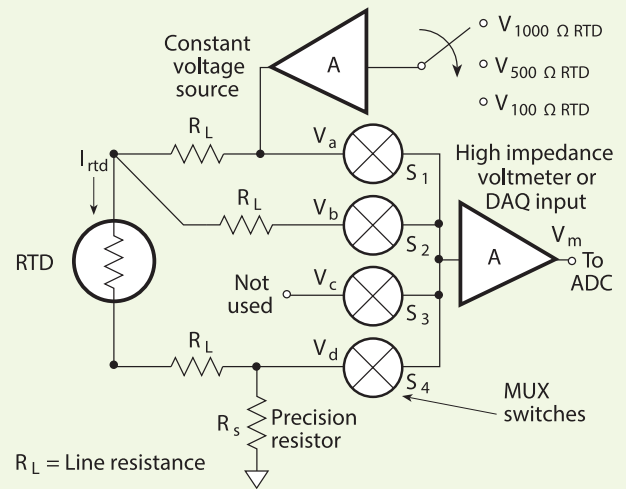 Constant
voltage
source
A
V1000 Ω RTD
V500 Ω RTD
V100 Ω RTD
RL
Va
S1
Irtd
High impedance
voltmeter or
DAQ input
RL
Vb
S2
Vm
RTD
A
To
ADC
Not
used
Vc
S3
RL
Vd
S4
MUX
switches
Rs
Precision
resistor
RL = Line resistance